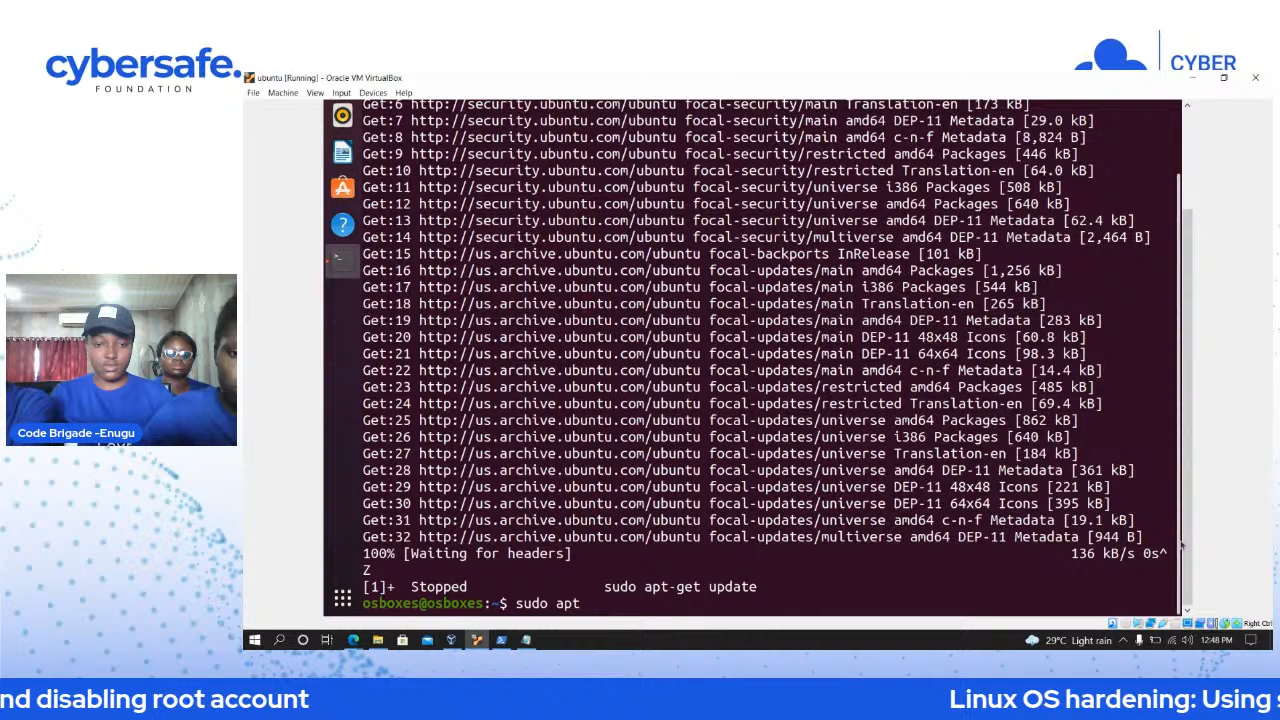 cybersafe.
FOUNDATION
CYBER
ubuntu [Running] - Oracle VM VirtualBox
File Machine View Input Devices Help
Get:6 http://security.ubuntu.com/ubuntu focal-security/main Translation-en [173 kB]
Get:7 http://security.ubuntu.com/ubuntu focal-security/main amd64 DEP-11 Metadata [29.0 kB]
Get:8 http://security.ubuntu.com/ubuntu focal-security/main amd64 c-n-f Metadata [8,824 B]
Get:9 http://security.ubuntu.com/ubuntu focal-security/restricted amd64 Packages [446 kB]
Get:10 http://security.ubuntu.com/ubuntu focal-security/restricted Translation-en [64.0 kB]
Get:11 http://security.ubuntu.com/ubuntu focal-security/universe i386 Packages [508 kB]
Get:12 http://security.ubuntu.com/ubuntu focal-security/universe amd64 Packages [640 kB]
Get:13 http://security.ubuntu.com/ubuntu focal-security/universe amd64 DEP-11 Metadata [62.4 kB]
Get:14 http://security.ubuntu.com/ubuntu focal-security/multiverse amd64 DEP-11 Metadata [2,464 B]
Get:15 http://us.archive.ubuntu.com/ubuntu focal-backports InRelease [101 kB]
Get:16 http://us.archive.ubuntu.com/ubuntu focal-updates/main amd64 Packages [1,256 kB]
Get:17 http://us.archive.ubuntu.com/ubuntu focal-updates/main i386 Packages [544 kB]
Get:18 http://us.archive.ubuntu.com/ubuntu focal-updates/main Translation-en [265 kB]
Get:19 http://us.archive.ubuntu.com/ubuntu focal-updates/main amd64 DEP-11 Metadata [283 kB]
Get:20 http://us.archive.ubuntu.com/ubuntu focal-updates/main DEP-11 48x48 Icons [60.8 kB]
Get:21 http://us.archive.ubuntu.com/ubuntu focal-updates/main DEP-11 64x64 Icons [98.3 kB]
Get:22 http://us.archive.ubuntu.com/ubuntu focal-updates/main amd64 c-n-f Metadata [14.4 kB]
Get:23 http://us.archive.ubuntu.com/ubuntu focal-updates/restricted amd64 Packages [485 kB]
Get:24 http://us.archive.ubuntu.com/ubuntu focal-updates/restricted Translation-en [69.4 kB]
Get:25 http://us.archive.ubuntu.com/ubuntu focal-updates/universe amd64 Packages [862 kB]
Get:26 http://us.archive.ubuntu.com/ubuntu focal-updates/universe i386 Packages [640 kB]
Get:27 http://us.archive.ubuntu.com/ubuntu focal-updates/universe Translation-en [184 kB]
Get:28 http://us.archive.ubuntu.com/ubuntu focal-updates/universe amd64 DEP-11 Metadata [361 kB]
Get:29 http://us.archive.ubuntu.com/ubuntu focal-updates/universe DEP-11 48x48 Icons [221 kB]
Get:30 http://us.archive.ubuntu.com/ubuntu focal-updates/universe DEP-11 64x64 Icons [395 kB]
Get:31 http://us.archive.ubuntu.com/ubuntu focal-updates/universe amd64 c-n-f Metadata [19.1 kB]
Get:32 http://us.archive.ubuntu.com/ubuntu focal-updates/multiverse amd64 DEP-11 Metadata [944 B]
100% [Waiting for headers] 136 kB/s 0s^
Z
[1]+ Stopped sudo apt-get update
osboxes@osboxes:~$ sudo apt
Code Brigade -Enugu
Right Ctrl
29°C Light rain 12:48 PM
nd disabling root account
Linux OS hardening: Using s